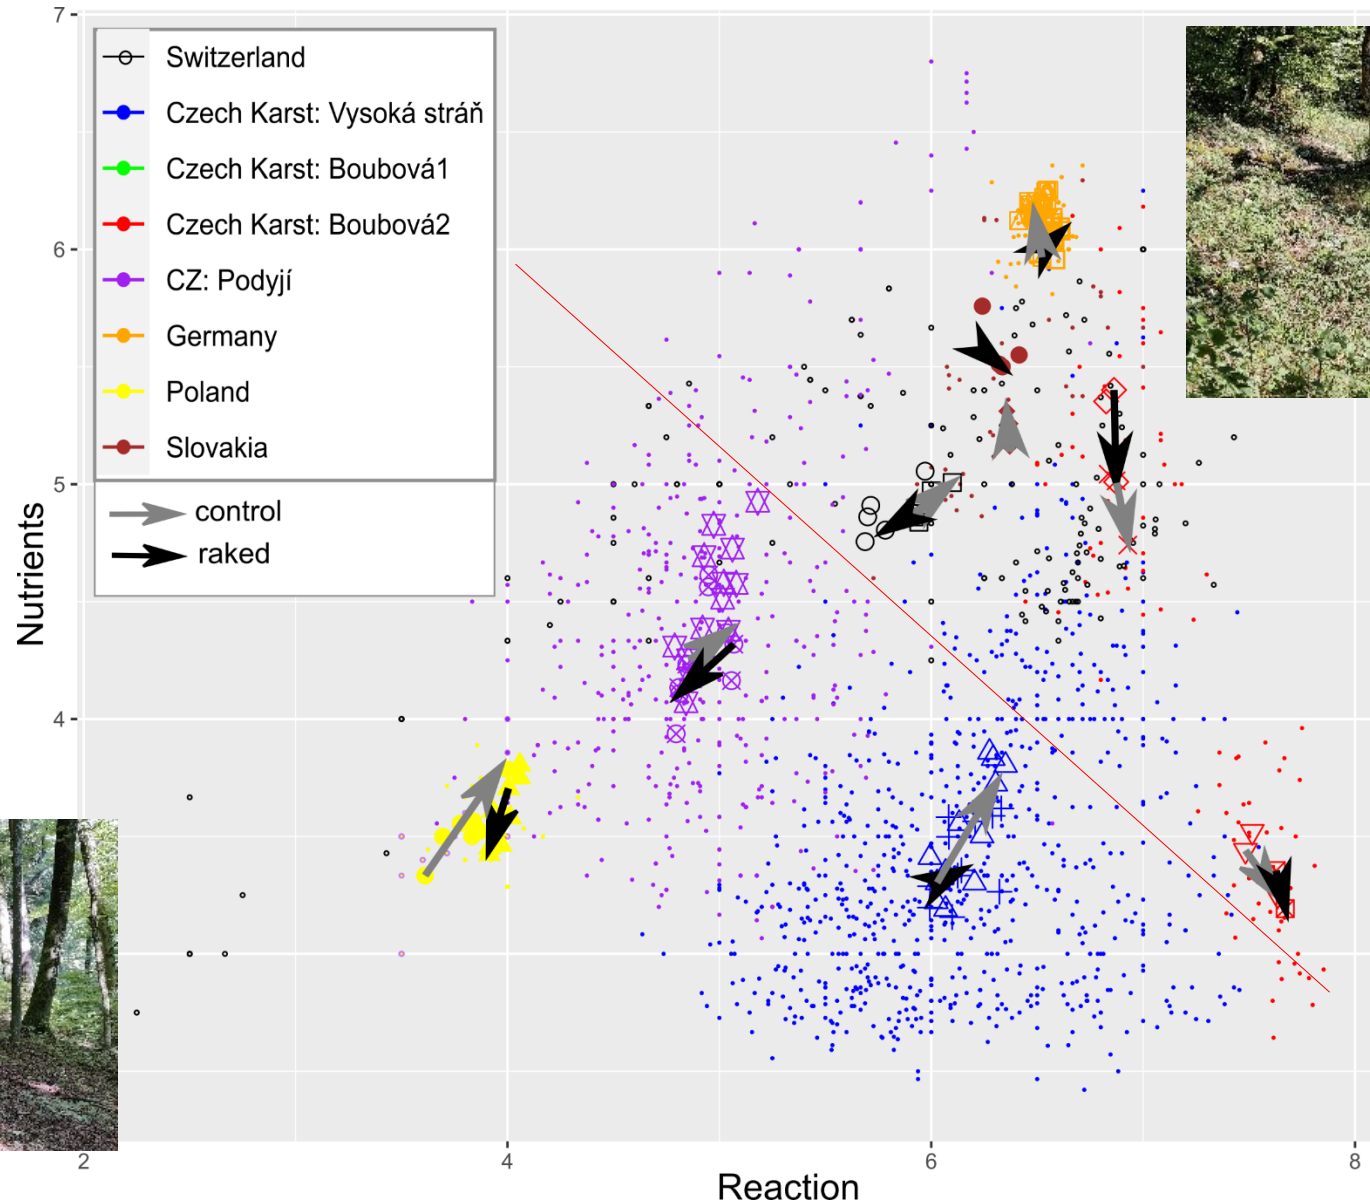 7
6
5
4
Nutrients
Switzerland
Czech Karst: Vysoká stráň
Czech Karst: Boubová1
Czech Karst: Boubová2
CZ: Podyjí
Germany
Poland
Slovakia
control
raked
2
4
6
8
Reaction